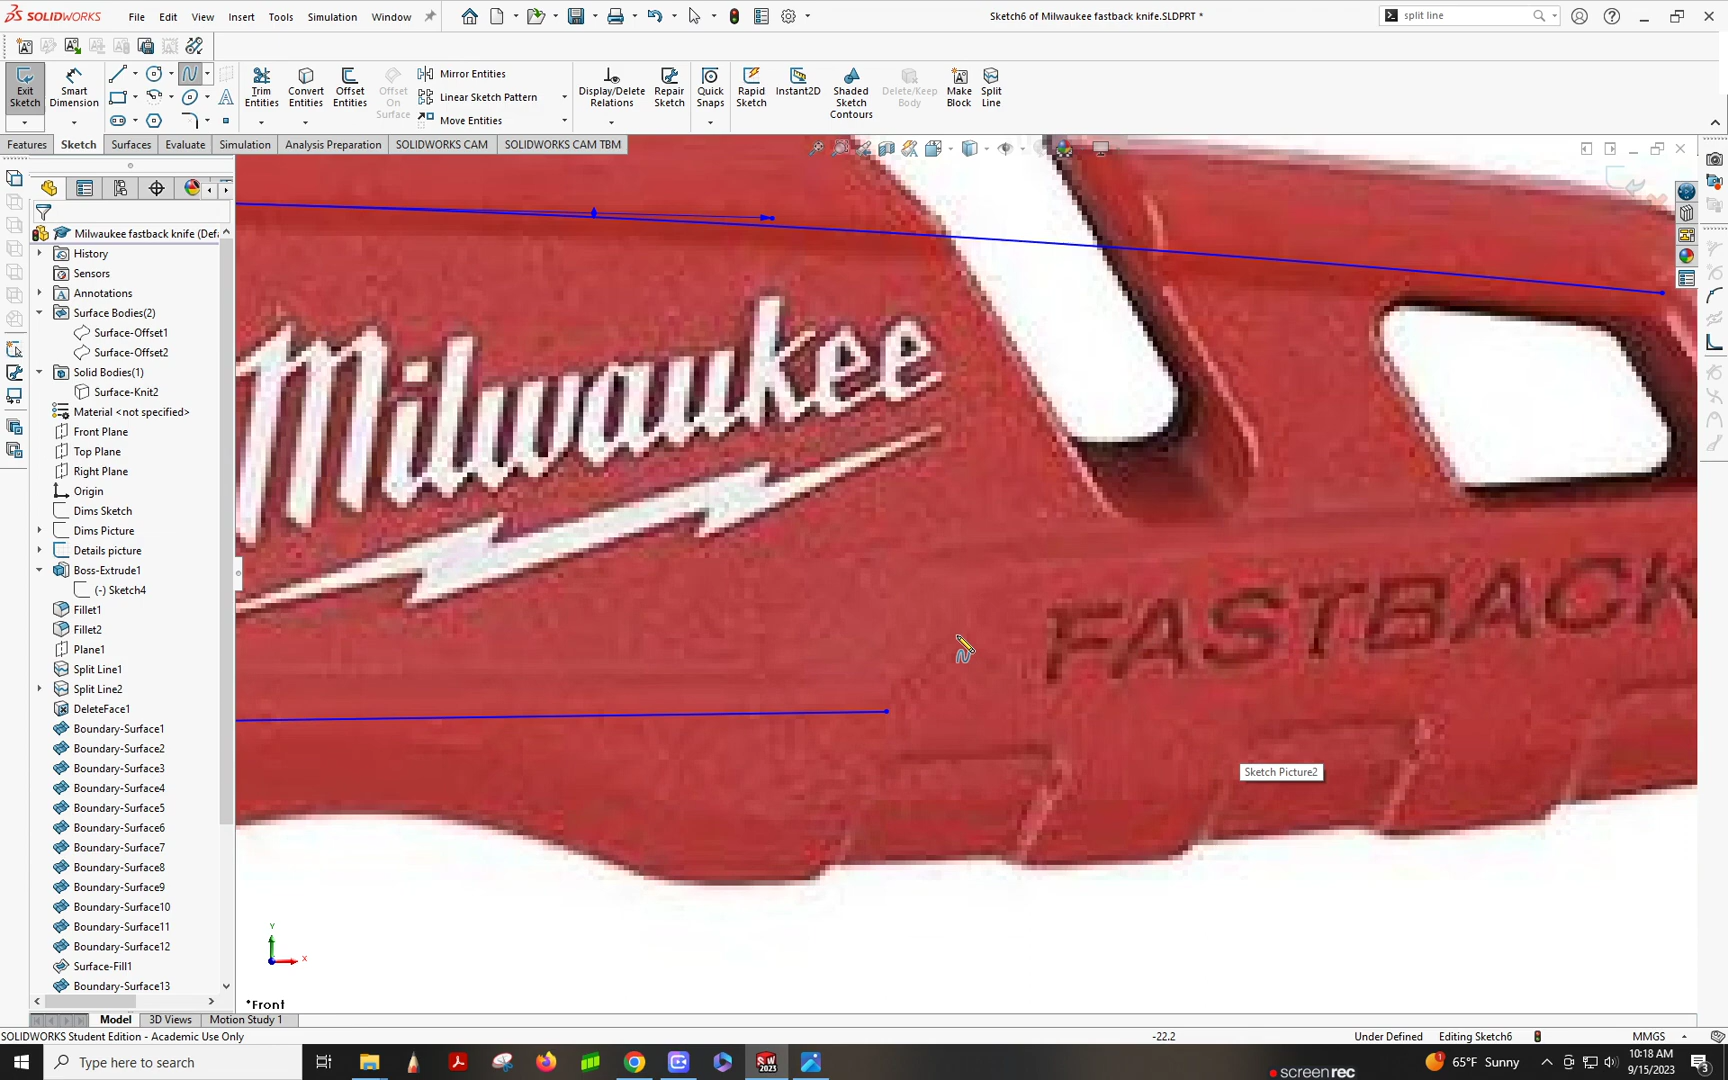 SOLIDWORKS File Edit View Insert Tools Simulation Window Sketch6 of Milwaukee fastback knife.SLDPRT * split line
Exit Sketch Smart Dimension Trim Entities Convert Entities Offset Entities Offset On Surface Mirror Entities Linear Sketch Pattern Move Entities Display/Delete Relations Repair Sketch Quick Snaps Rapid Sketch Instant2D Shaded Sketch Contours Delete/Keep Body Make Block Split Line
Features Sketch Surfaces Evaluate Simulation Analysis Preparation SOLIDWORKS CAM SOLIDWORKS CAM TBM
Milwaukee fastback knife (Defa
History
Sensors
Annotations
Surface Bodies(2)
Surface-Offset1
Surface-Offset2
Solid Bodies(1)
Surface-Knit2
Material <not specified>
Front Plane
Top Plane
Right Plane
Origin
Dims Sketch
Dims Picture
Details picture
Boss-Extrude1
(-) Sketch4
Fillet1
Fillet2
Plane1
Split Line1
Split Line2
DeleteFace1
Boundary-Surface1
Boundary-Surface2
Boundary-Surface3
Boundary-Surface4
Boundary-Surface5
Boundary-Surface6
Boundary-Surface7
Boundary-Surface8
Boundary-Surface9
Boundary-Surface10
Boundary-Surface11
Boundary-Surface12
Surface-Fill1
Boundary-Surface13
Milwaukee
FASTBACK
Sketch Picture2
Y
X
*Front
Model 3D Views Motion Study 1
SOLIDWORKS Student Edition - Academic Use Only -22.2 Under Defined Editing Sketch6 MMGS
Type here to search 65°F Sunny 10:18 AM
9/15/2023
screenrec